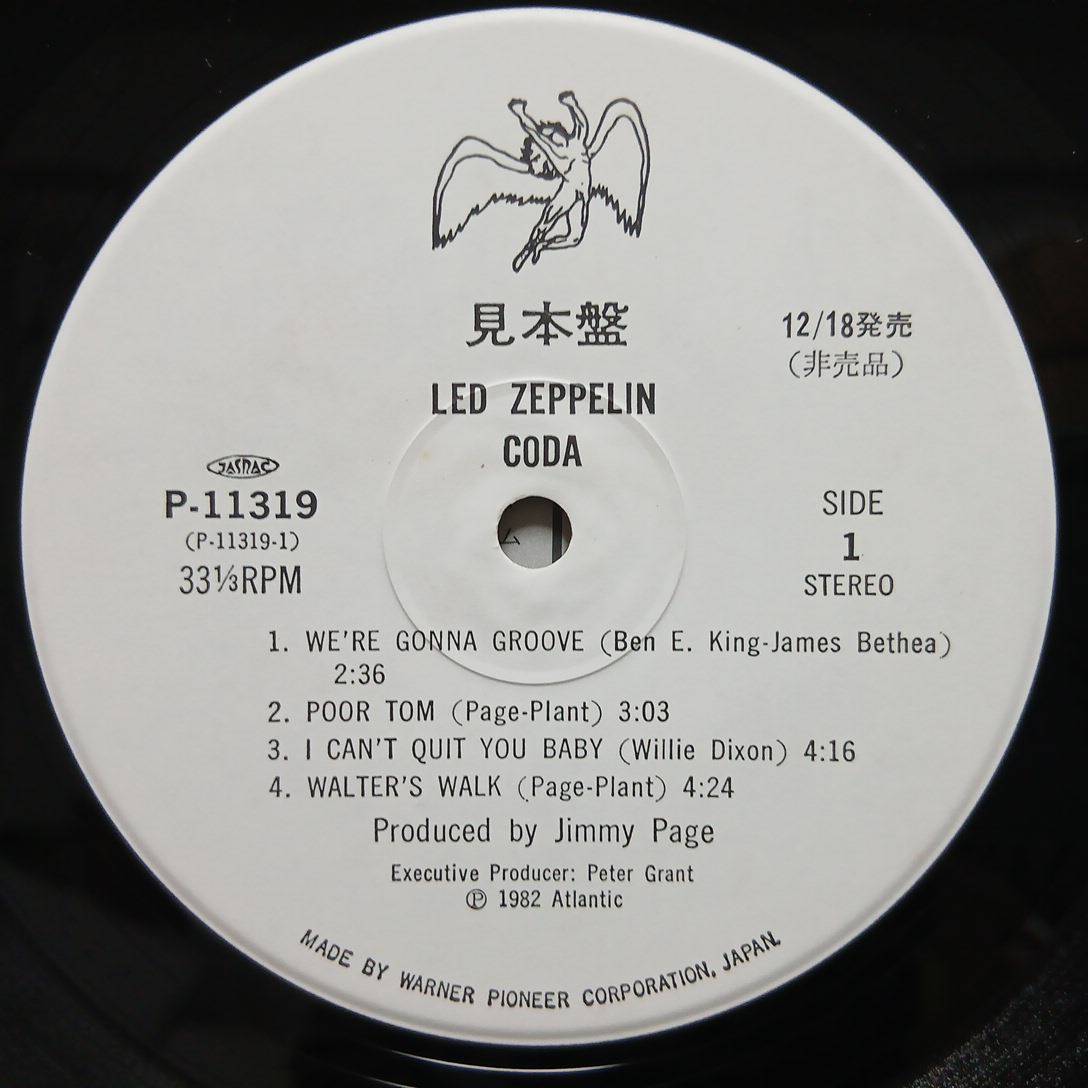 見本盤
12/18発売
（非売品）
LED ZEPPELIN
CODA
JASRAC
P-11319
(P-11319-1)
33⅓RPM
SIDE
1
STEREO
1. WE'RE GONNA GROOVE (Ben E. King-James Bethea)
2:36
2. POOR TOM (Page-Plant) 3:03
3. I CAN'T QUIT YOU BABY (Willie Dixon) 4:16
4. WALTER'S WALK (Page-Plant) 4:24
Produced by Jimmy Page
Executive Producer: Peter Grant
Ⓟ 1982 Atlantic
MADE BY WARNER PIONEER CORPORATION, JAPAN.